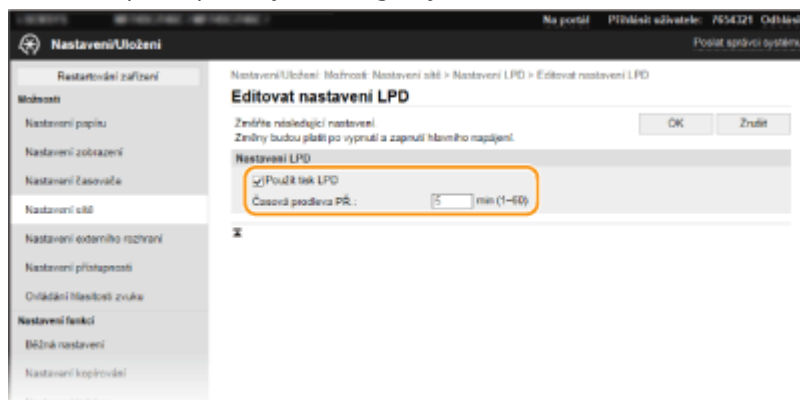 Na portál Přihlásit uživatele: 7654321 Odhlásit
Nastavení/Uložení
Poslat správci systému
Restartování zařízení
Nastavení/Uložení: Možnosti: Nastavení sítě > Nastavení LPD > Editovat nastavení LPD
Možnosti
Editovat nastavení LPD
Nastavení papíru
Změňte následující nastavení.
OK
Zrušit
Změny budou platit po vypnutí a zapnutí hlavního napájení.
Nastavení zobrazení
Nastavení LPD
Nastavení časovače
Použít tisk LPD
Časová prodleva PŘ.:
5 min (1–60)
Nastavení sítě
Nastavení externího rozhraní
Nastavení přístupnosti
Ovládání hlasitosti zvuku
Nastavení funkcí
Běžná nastavení
Nastavení kopírování